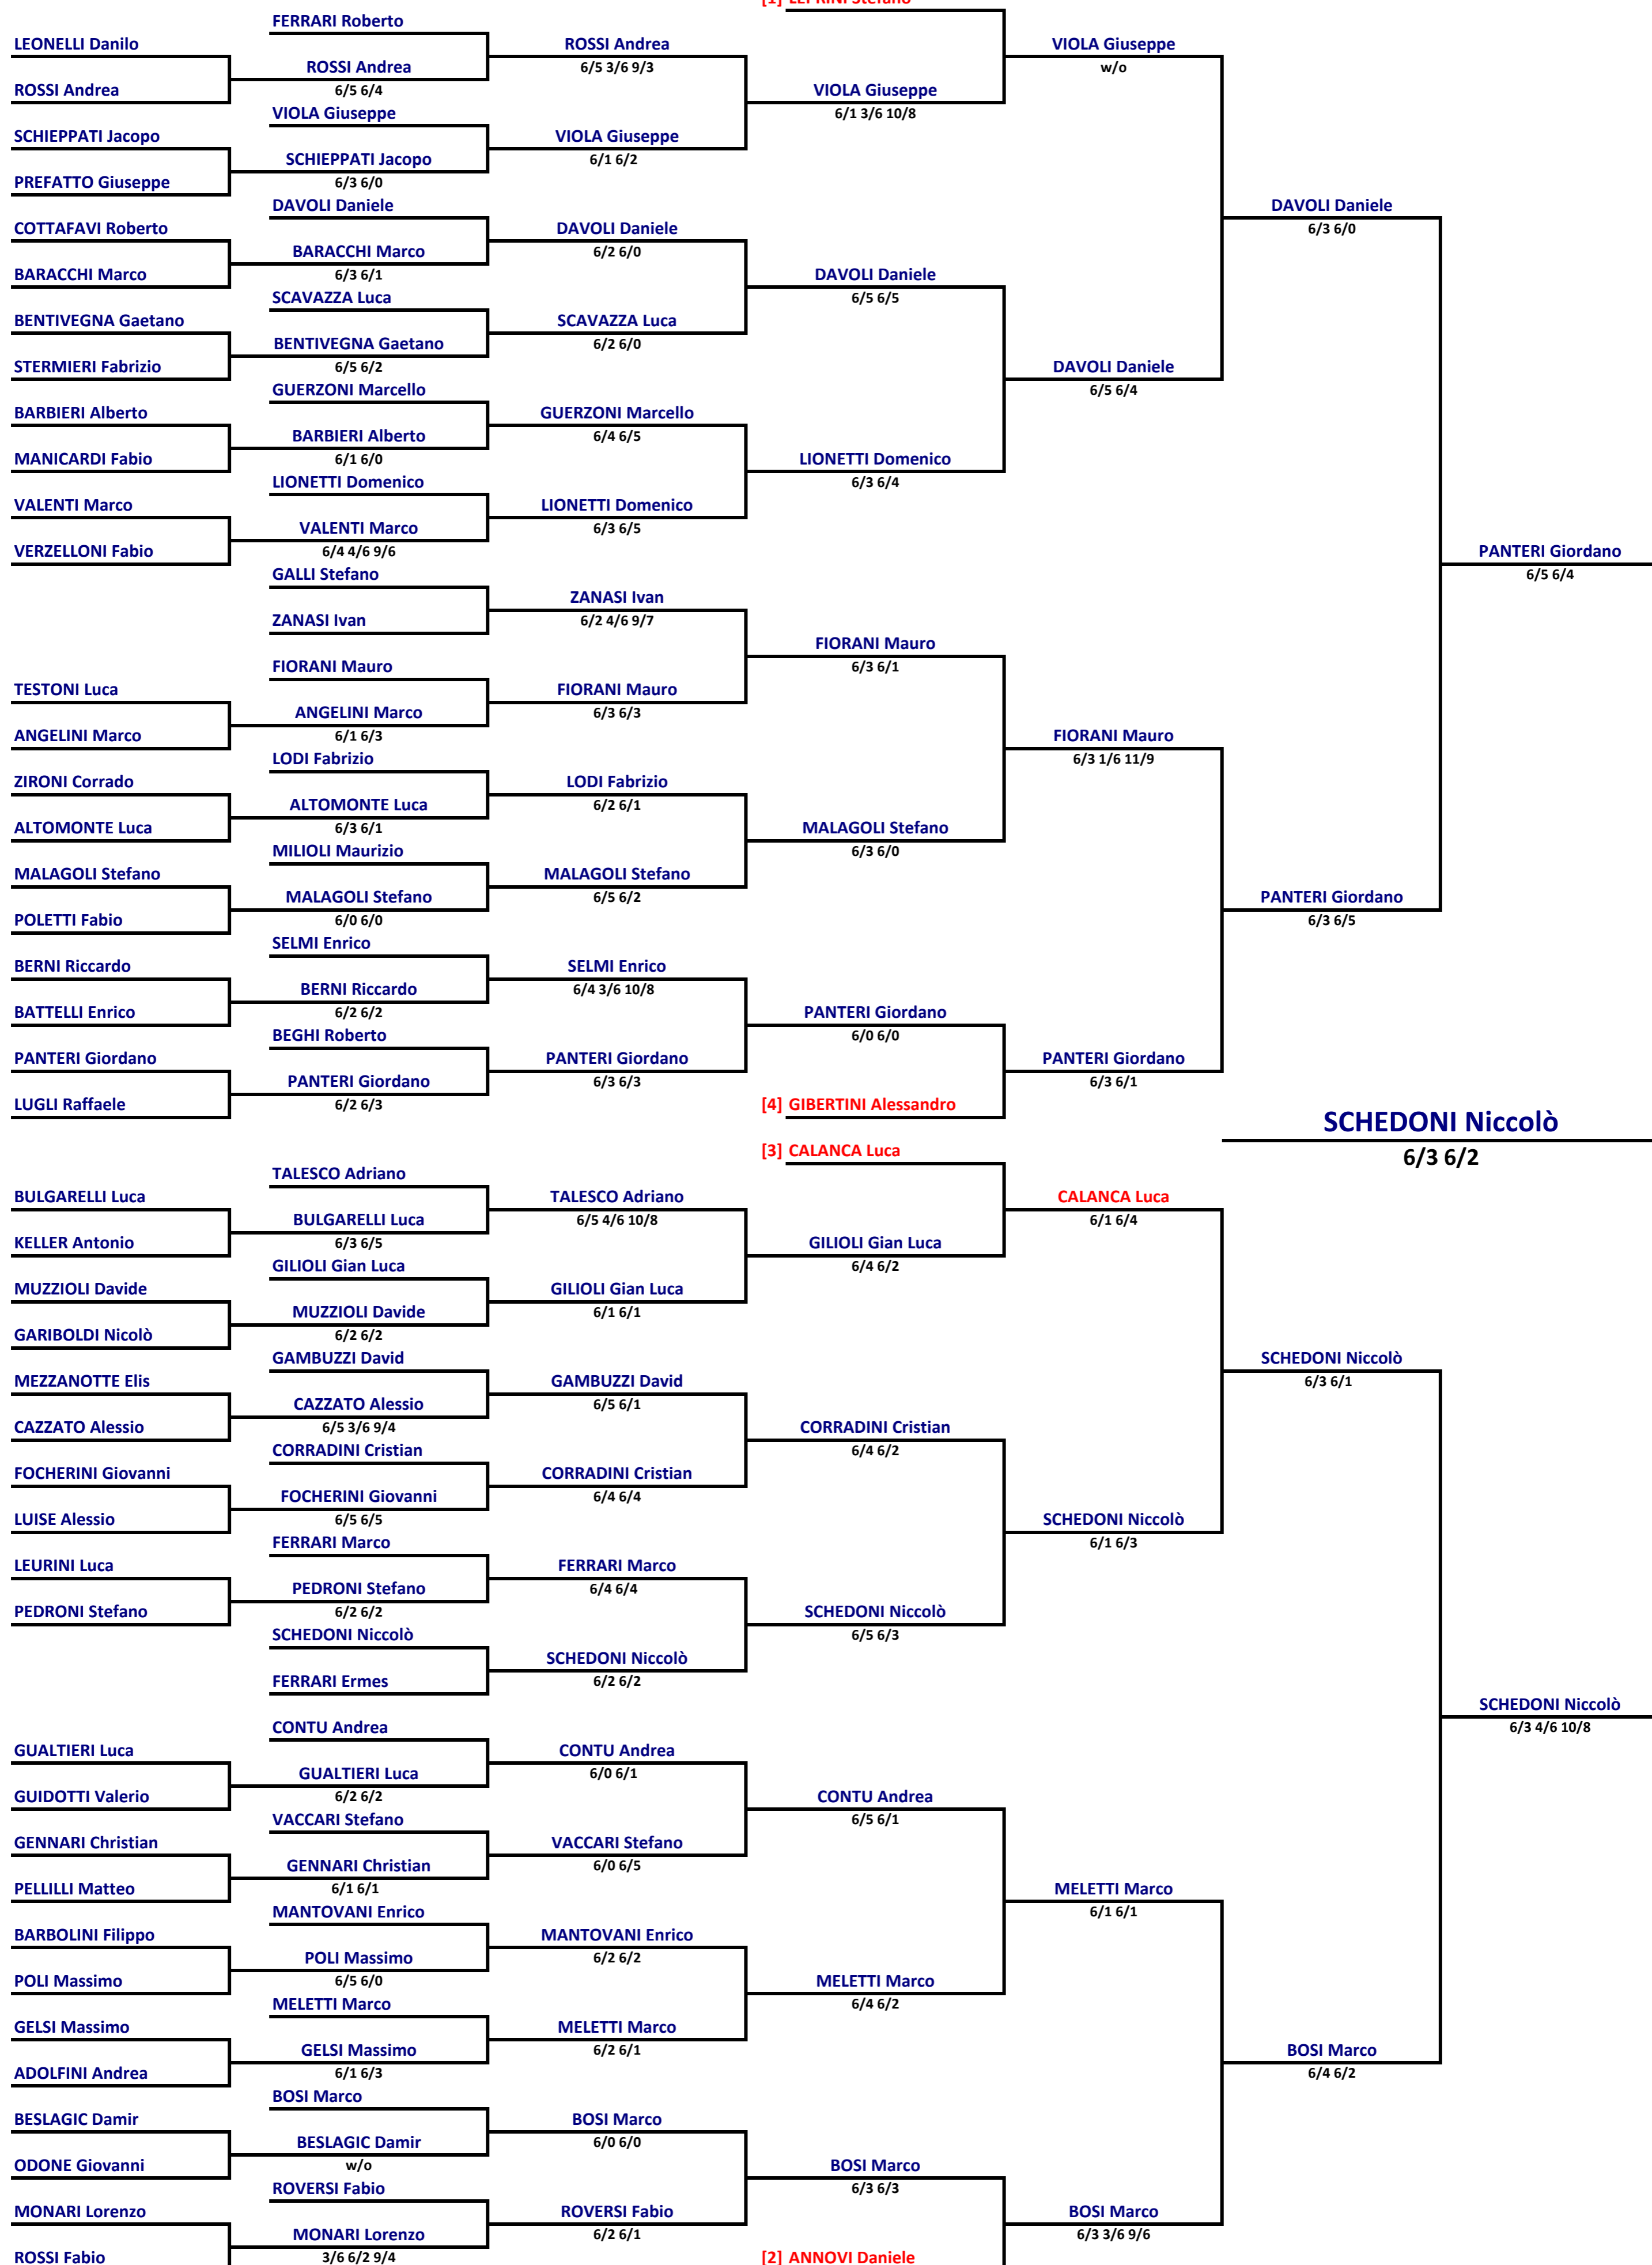 [1] LEPRINI Stefano
FERRARI Roberto
LEONELLI Danilo ROSSI Andrea VIOLA Giuseppe
ROSSI Andrea 6/5 3/6 9/3 w/o
ROSSI Andrea 6/5 6/4 VIOLA Giuseppe
VIOLA Giuseppe 6/1 3/6 10/8
SCHIEPPATI Jacopo VIOLA Giuseppe
SCHIEPPATI Jacopo 6/1 6/2
PREFATTO Giuseppe 6/3 6/0
DAVOLI Daniele DAVOLI Daniele
COTTAFAVI Roberto DAVOLI Daniele 6/3 6/0
BARACCHI Marco 6/2 6/0
BARACCHI Marco 6/3 6/1 DAVOLI Daniele
SCAVAZZA Luca 6/5 6/5
BENTIVEGNA Gaetano SCAVAZZA Luca
BENTIVEGNA Gaetano 6/2 6/0
STERMIERI Fabrizio 6/5 6/2 DAVOLI Daniele
GUERZONI Marcello 6/5 6/4
BARBIERI Alberto GUERZONI Marcello
BARBIERI Alberto 6/4 6/5
MANICARDI Fabio 6/1 6/0 LIONETTI Domenico
LIONETTI Domenico 6/3 6/4
VALENTI Marco LIONETTI Domenico
VALENTI Marco 6/3 6/5
VERZELLONI Fabio 6/4 4/6 9/6 PANTERI Giordano
GALLI Stefano 6/5 6/4
ZANASI Ivan
ZANASI Ivan 6/2 4/6 9/7
FIORANI Mauro
FIORANI Mauro 6/3 6/1
TESTONI Luca FIORANI Mauro
ANGELINI Marco 6/3 6/3
ANGELINI Marco 6/1 6/3 FIORANI Mauro
LODI Fabrizio 6/3 1/6 11/9
ZIRONI Corrado LODI Fabrizio
ALTOMONTE Luca 6/2 6/1
ALTOMONTE Luca 6/3 6/1 MALAGOLI Stefano
MILIOLI Maurizio 6/3 6/0
MALAGOLI Stefano MALAGOLI Stefano
MALAGOLI Stefano 6/5 6/2 PANTERI Giordano
POLETTI Fabio 6/0 6/0 6/3 6/5
SELMI Enrico
BERNI Riccardo SELMI Enrico
BERNI Riccardo 6/4 3/6 10/8
BATTELLI Enrico 6/2 6/2 PANTERI Giordano
BEGHI Roberto 6/0 6/0
PANTERI Giordano PANTERI Giordano PANTERI Giordano
PANTERI Giordano 6/3 6/3 6/3 6/1
LUGLI Raffaele 6/2 6/3 [4] GIBERTINI Alessandro
SCHEDONI Niccolò
[3] CALANCA Luca 6/3 6/2
TALESCO Adriano
BULGARELLI Luca TALESCO Adriano CALANCA Luca
BULGARELLI Luca 6/5 4/6 10/8 6/1 6/4
KELLER Antonio 6/3 6/5 GILIOLI Gian Luca
GILIOLI Gian Luca 6/4 6/2
MUZZIOLI Davide GILIOLI Gian Luca
MUZZIOLI Davide 6/1 6/1
GARIBOLDI Nicolò 6/2 6/2
GAMBUZZI David SCHEDONI Niccolò
MEZZANOTTE Elis GAMBUZZI David 6/3 6/1
CAZZATO Alessio 6/5 6/1
CAZZATO Alessio 6/5 3/6 9/4 CORRADINI Cristian
CORRADINI Cristian 6/4 6/2
FOCHERINI Giovanni CORRADINI Cristian
FOCHERINI Giovanni 6/4 6/4
LUISE Alessio 6/5 6/5 SCHEDONI Niccolò
FERRARI Marco 6/1 6/3
LEURINI Luca FERRARI Marco
PEDRONI Stefano 6/4 6/4
PEDRONI Stefano 6/2 6/2 SCHEDONI Niccolò
SCHEDONI Niccolò 6/5 6/3
SCHEDONI Niccolò
FERRARI Ermes 6/2 6/2
SCHEDONI Niccolò
CONTU Andrea 6/3 4/6 10/8
GUALTIERI Luca CONTU Andrea
GUALTIERI Luca 6/0 6/1
GUIDOTTI Valerio 6/2 6/2 CONTU Andrea
VACCARI Stefano 6/5 6/1
GENNARI Christian VACCARI Stefano
GENNARI Christian 6/0 6/5
PELLILLI Matteo 6/1 6/1 MELETTI Marco
MANTOVANI Enrico 6/1 6/1
BARBOLINI Filippo MANTOVANI Enrico
POLI Massimo 6/2 6/2
POLI Massimo 6/5 6/0 MELETTI Marco
MELETTI Marco 6/4 6/2
GELSI Massimo MELETTI Marco
GELSI Massimo 6/2 6/1 BOSI Marco
ADOLFINI Andrea 6/1 6/3 6/4 6/2
BOSI Marco
BESLAGIC Damir BOSI Marco
BESLAGIC Damir 6/0 6/0
ODONE Giovanni w/o BOSI Marco
ROVERSI Fabio 6/3 6/3
MONARI Lorenzo ROVERSI Fabio BOSI Marco
MONARI Lorenzo 6/2 6/1 6/3 3/6 9/6
ROSSI Fabio 3/6 6/2 9/4 [2] ANNOVI Daniele